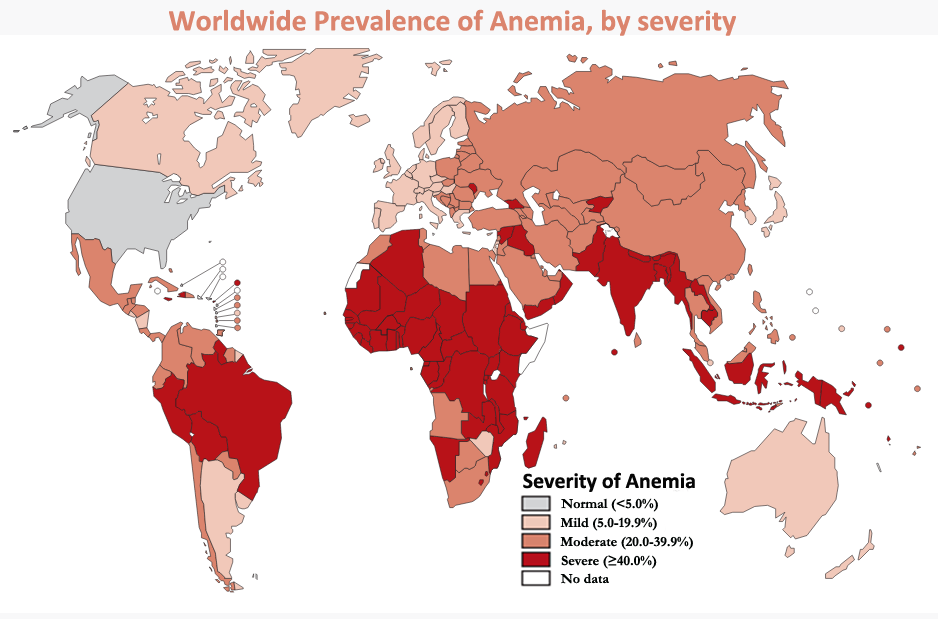 Worldwide Prevalence of Anemia, by severity
Severity of Anemia
Normal (<5.0%)
Mild (5.0-19.9%)
Moderate (20.0-39.9%)
Severe (≥40.0%)
No data